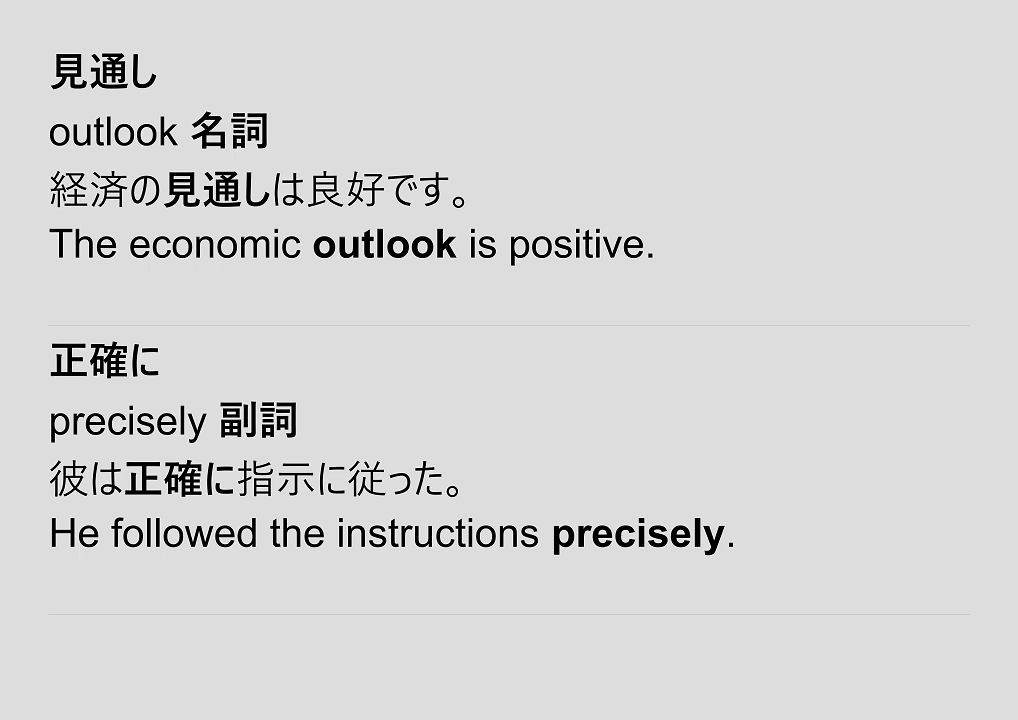 見通し
outlook 名詞
経済の見通しは良好です。
The economic outlook is positive.
正確に
precisely 副詞
彼は正確に指示に従った。
He followed the instructions precisely.